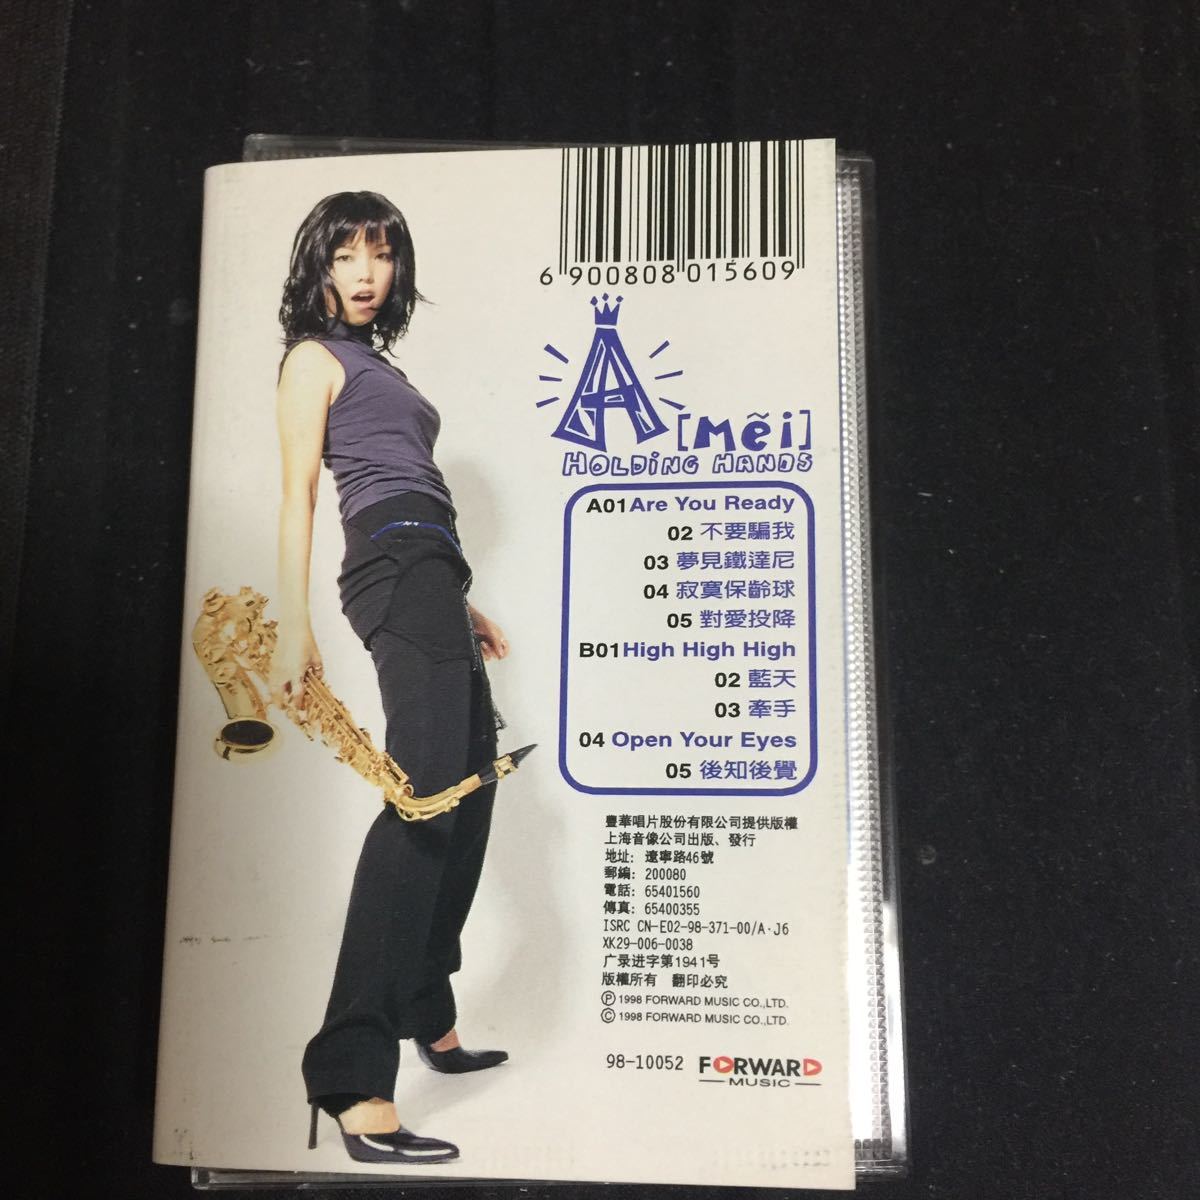 6 900808 015609
A [Mẽi]
HOLDING HANDS
A01 Are You Ready
02 不要騙我
03 夢見鐵達尼
04 寂寞保齡球
05 對愛投降
B01 High High High
02 藍天
03 牽手
04 Open Your Eyes
05 後知後覺
豐華唱片股份有限公司提供版權
上海音像公司出版、發行
地址: 遼寧路46號
郵編: 200080
電話: 65401560
傳真: 65400355
ISRC CN-E02-98-371-00/A·J6
XK29-006-0038
广录进字第1941号
版權所有 翻印必究
Ⓟ 1998 FORWARD MUSIC CO.,LTD.
© 1998 FORWARD MUSIC CO.,LTD.
98-10052 FORWARD
MUSIC